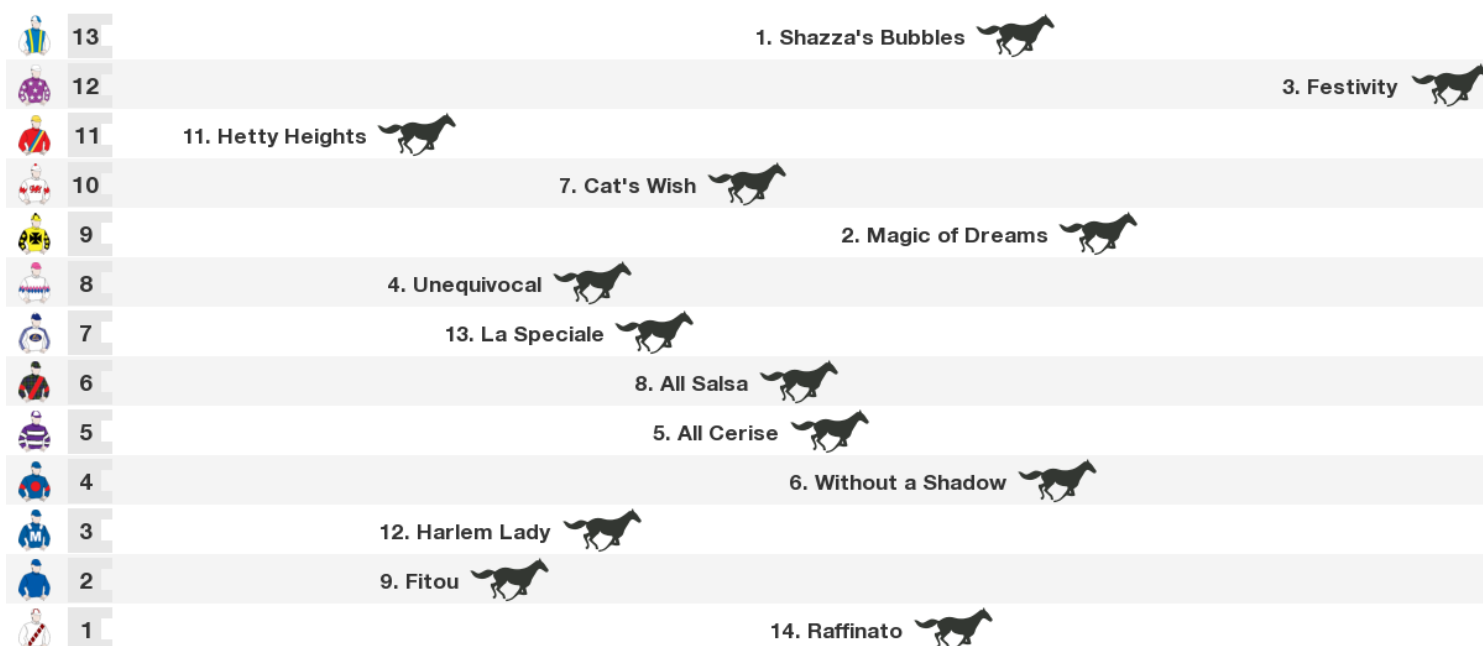 13 1. Shazza's Bubbles
12 3. Festivity
11 11. Hetty Heights
10 7. Cat's Wish
9 2. Magic of Dreams
8 4. Unequivocal
7 13. La Speciale
6 8. All Salsa
5 5. All Cerise
4 6. Without a Shadow
M
3 12. Harlem Lady
2 9. Fitou
1 14. Raffinato